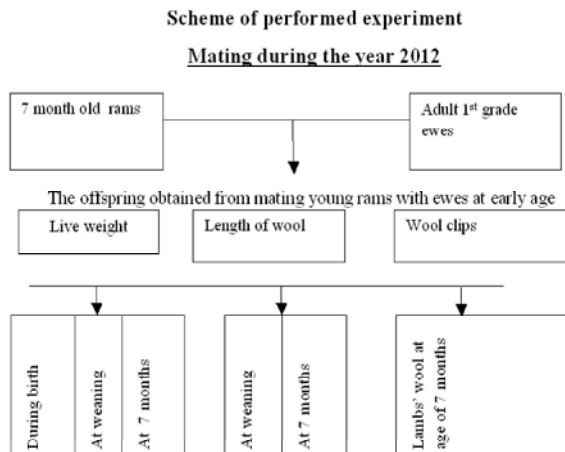 Scheme of performed experiment
Mating during the year 2012
7 month old rams
Adult 1st grade
ewes
The offspring obtained from mating young rams with ewes at early age
Live weight
Length of wool
Wool clips
During birth
At weaning
At 7 months
At weaning
At 7 months
Lambs' wool at
age of 7 months